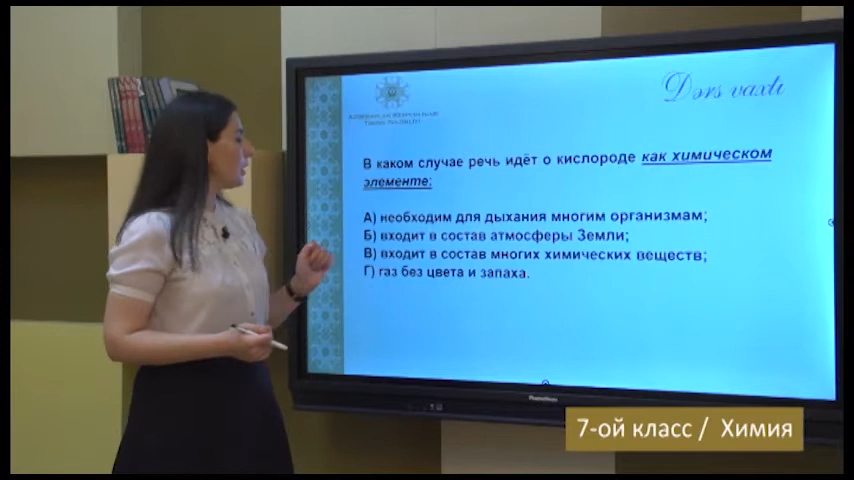 Dərs vaxtı
В каком случае речь идёт о кислороде как химическом
элементе:
А) необходим для дыхания многим организмам;
Б) входит в состав атмосферы Земли;
В) входит в состав многих химических веществ;
Г) газ без цвета и запаха.
7-ой класс / Химия